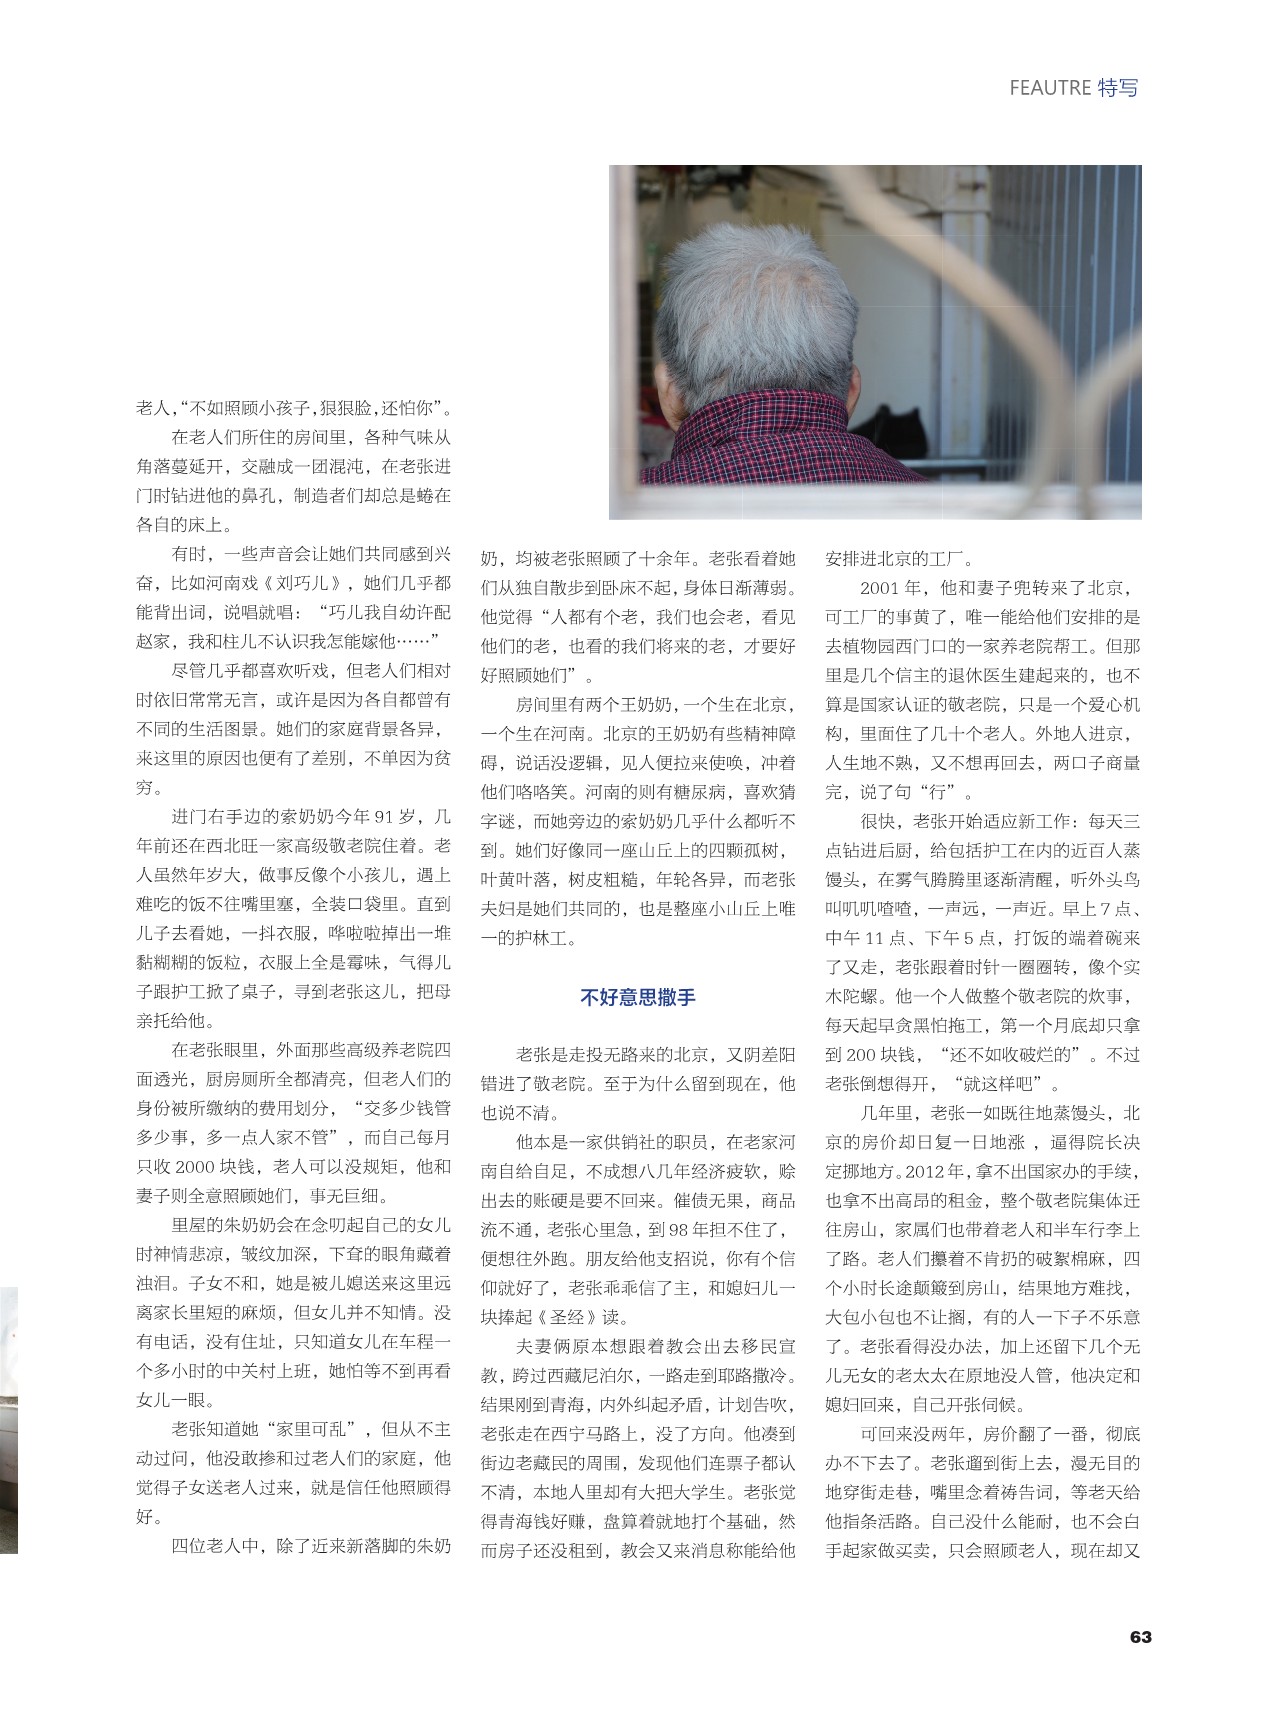 FEAUTRE 特写
老人，“不如照顾小孩子，狠狠脸，还怕你”。
在老人们所住的房间里，各种气味从
角落蔓延开，交融成一团混沌，在老张进
门时钻进他的鼻孔，制造者们却总是蜷在
各自的床上。
有时，一些声音会让她们共同感到兴
奋，比如河南戏《刘巧儿》，她们几乎都
能背出词，说唱就唱：“巧儿我自幼许配
赵家，我和柱儿不认识我怎能嫁他……”
尽管几乎都喜欢听戏，但老人们相对
时依旧常常无言，或许是因为各自都曾有
不同的生活图景。她们的家庭背景各异，
来这里的原因也便有了差别，不单因为贫
穷。
进门右手边的索奶奶今年 91 岁，几
年前还在西北旺一家高级敬老院住着。老
人虽然年岁大，做事反像个小孩儿，遇上
难吃的饭不往嘴里塞，全装口袋里。直到
儿子去看她，一抖衣服，哗啦啦掉出一堆
黏糊糊的饭粒，衣服上全是霉味，气得儿
子跟护工掀了桌子，寻到老张这儿，把母
亲托给他。
在老张眼里，外面那些高级养老院四
面透光，厨房厕所全都清亮，但老人们的
身份被所缴纳的费用划分，“交多少钱管
多少事，多一点人家不管”，而自己每月
只收 2000 块钱，老人可以没规矩，他和
妻子则全意照顾她们，事无巨细。
里屋的朱奶奶会在念叨起自己的女儿
时神情悲凉，皱纹加深，下耷的眼角藏着
浊泪。子女不和，她是被儿媳送来这里远
离家长里短的麻烦，但女儿并不知情。没
有电话，没有住址，只知道女儿在车程一
个多小时的中关村上班，她怕等不到再看
女儿一眼。
老张知道她“家里可乱”，但从不主
动过问，他没敢掺和过老人们的家庭，他
觉得子女送老人过来，就是信任他照顾得
好。
四位老人中，除了近来新落脚的朱奶
奶，均被老张照顾了十余年。老张看着她
们从独自散步到卧床不起，身体日渐薄弱。
他觉得“人都有个老，我们也会老，看见
他们的老，也看的我们将来的老，才要好
好照顾她们”。
房间里有两个王奶奶，一个生在北京，
一个生在河南。北京的王奶奶有些精神障
碍，说话没逻辑，见人便拉来使唤，冲着
他们咯咯笑。河南的则有糖尿病，喜欢猜
字谜，而她旁边的索奶奶几乎什么都听不
到。她们好像同一座山丘上的四颗孤树，
叶黄叶落，树皮粗糙，年轮各异，而老张
夫妇是她们共同的，也是整座小山丘上唯
一的护林工。
不好意思撒手
老张是走投无路来的北京，又阴差阳
错进了敬老院。至于为什么留到现在，他
也说不清。
他本是一家供销社的职员，在老家河
南自给自足，不成想八几年经济疲软，赊
出去的账硬是要不回来。催债无果，商品
流不通，老张心里急，到 98 年担不住了，
便想往外跑。朋友给他支招说，你有个信
仰就好了，老张乖乖信了主，和媳妇儿一
块捧起《圣经》读。
夫妻俩原本想跟着教会出去移民宣
教，跨过西藏尼泊尔，一路走到耶路撒冷。
结果刚到青海，内外纠起矛盾，计划告吹，
老张走在西宁马路上，没了方向。他凑到
街边老藏民的周围，发现他们连票子都认
不清，本地人里却有大把大学生。老张觉
得青海钱好赚，盘算着就地打个基础，然
而房子还没租到，教会又来消息称能给他
安排进北京的工厂。
2001 年，他和妻子兜转来了北京，
可工厂的事黄了，唯一能给他们安排的是
去植物园西门口的一家养老院帮工。但那
里是几个信主的退休医生建起来的，也不
算是国家认证的敬老院，只是一个爱心机
构，里面住了几十个老人。外地人进京，
人生地不熟，又不想再回去，两口子商量
完，说了句“行”。
很快，老张开始适应新工作：每天三
点钻进后厨，给包括护工在内的近百人蒸
馒头，在雾气腾腾里逐渐清醒，听外头鸟
叫叽叽喳喳，一声远，一声近。早上 7 点、
中午 11 点、下午 5 点，打饭的端着碗来
了又走，老张跟着时针一圈圈转，像个实
木陀螺。他一个人做整个敬老院的炊事，
每天起早贪黑怕拖工，第一个月底却只拿
到 200 块钱，“还不如收破烂的”。不过
老张倒想得开，“就这样吧”。
几年里，老张一如既往地蒸馒头，北
京的房价却日复一日地涨 ，逼得院长决
定挪地方。2012 年，拿不出国家办的手续，
也拿不出高昂的租金，整个敬老院集体迁
往房山，家属们也带着老人和半车行李上
了路。老人们攥着不肯扔的破絮棉麻，四
个小时长途颠簸到房山，结果地方难找，
大包小包也不让搁，有的人一下子不乐意
了。老张看得没办法，加上还留下几个无
儿无女的老太太在原地没人管，他决定和
媳妇回来，自己开张伺候。
可回来没两年，房价翻了一番，彻底
办不下去了。老张遛到街上去，漫无目的
地穿街走巷，嘴里念着祷告词，等老天给
他指条活路。自己没什么能耐，也不会白
手起家做买卖，只会照顾老人，现在却又
63